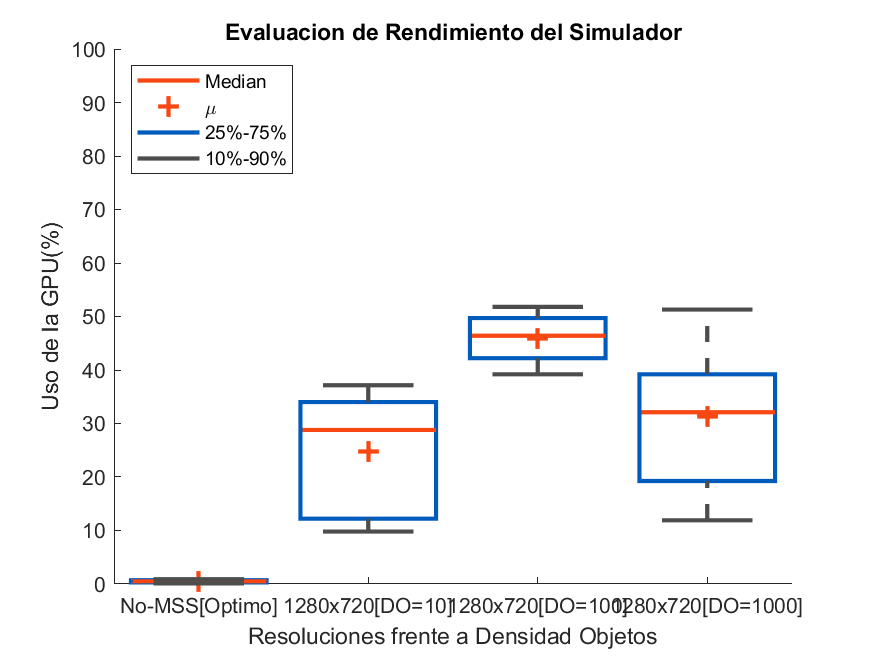 Evaluacion de Rendimiento del Simulador
100
90
80
70
60
50
40
30
20
10
0
Uso de la GPU(%)
Median
μ
25%-75%
10%-90%
No-MSS[Optimo] 1280x720[DO=10] 1280x720[DO=100] 1280x720[DO=1000]
Resoluciones frente a Densidad Objetos